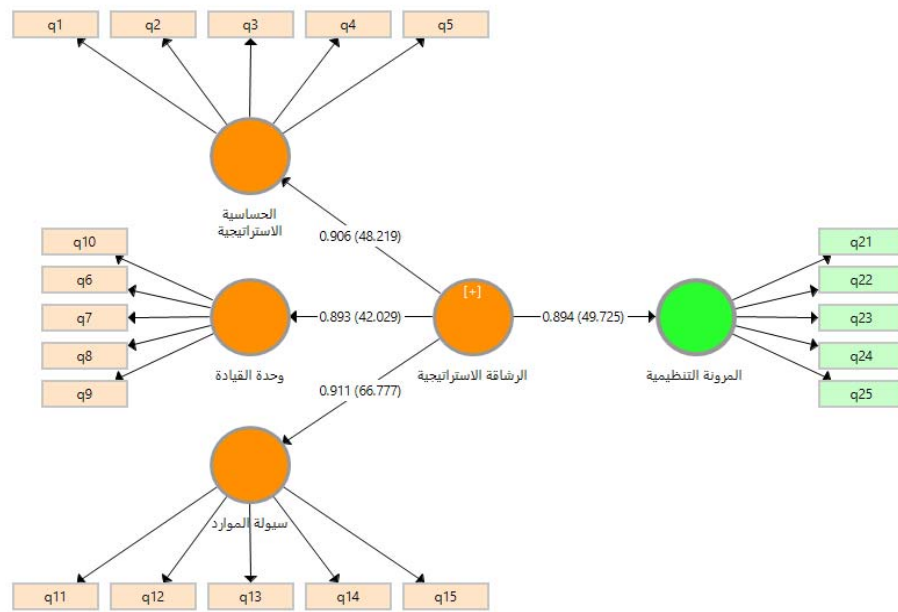 q1
q2
q3
q4
q5
الحساسية
الاستراتيجية
0.906 (48.219)
q10
q6
q7
q8
q9
وحدة القيادة
0.893 (42.029)
[+]
الرشاقة الاستراتيجية
0.894 (49.725)
المرونة التنظيمية
q21
q22
q23
q24
q25
0.911 (66.777)
سيولة الموارد
q11
q12
q13
q14
q15